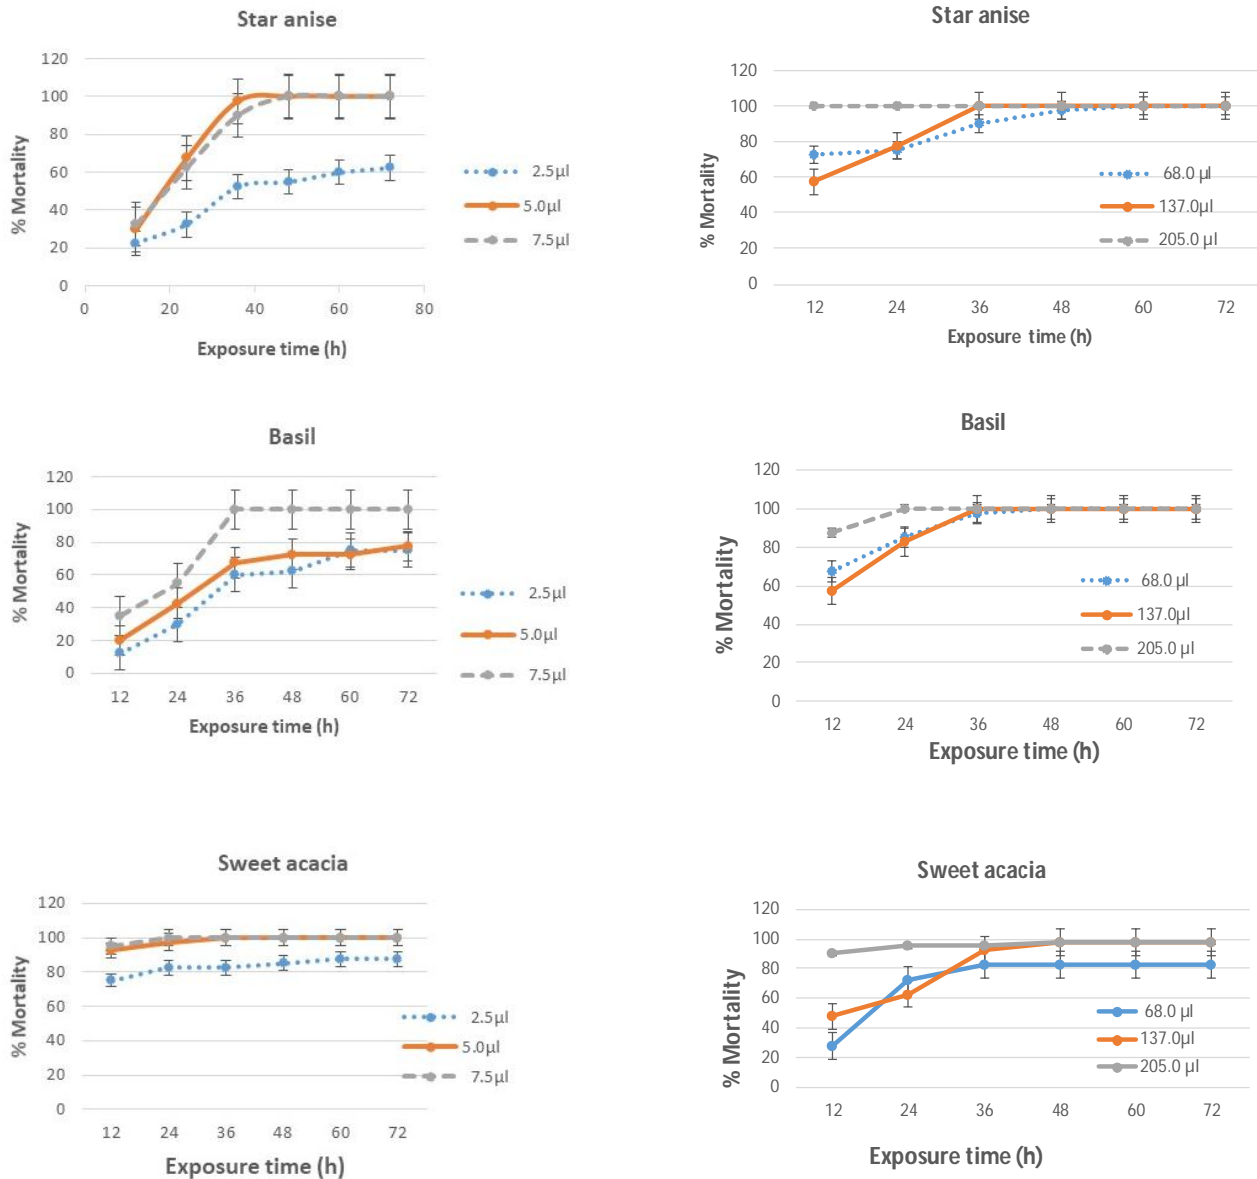 Star anise
120
100
80
60
40
20
0
0 20 40 60 80
% Mortality
Exposure time (h)
2.5µl
5.0µl
7.5µl
Star anise
120
100
80
60
40
20
0
12 24 36 48 60 72
% Mortality
Exposure time (h)
68.0 µl
137.0µl
205.0 µl
Basil
120
100
80
60
40
20
0
12 24 36 48 60 72
% Mortality
Exposure time (h)
2.5µl
5.0µl
7.5µl
Basil
120
100
80
60
40
20
0
12 24 36 48 60 72
% Mortality
Exposure time (h)
68.0 µl
137.0µl
205.0 µl
Sweet acacia
120
100
80
60
40
20
0
12 24 36 48 60 72
% Mortality
Exposure time (h)
2.5µl
5.0µl
7.5µl
Sweet acacia
120
100
80
60
40
20
0
12 24 36 48 60 72
% Mortality
Exposure time (h)
68.0 µl
137.0µl
205.0 µl